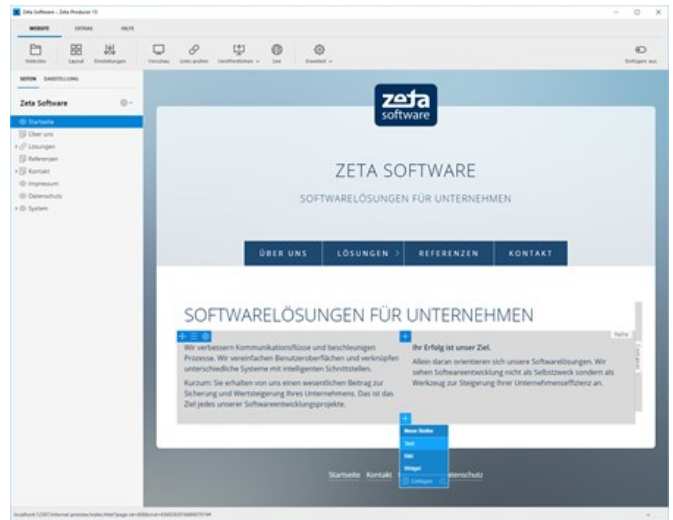 Zeta Software - Zeta Producer 15
WEBSITE EXTRAS HILFE
Websites Layout Einstellungen Vorschau Links prüfen Veröffentlichen Live Erweitert Einfügen aus
SEITEN DARSTELLUNG
Zeta Software
Startseite
Über uns
Lösungen
Referenzen
Kontakt
Impressum
Datenschutz
System
zeta
software
ZETA SOFTWARE
SOFTWARELÖSUNGEN FÜR UNTERNEHMEN
ÜBER UNS LÖSUNGEN > REFERENZEN KONTAKT
SOFTWARELÖSUNGEN FÜR UNTERNEHMEN
Reihe
Container
Wir verbessern Kommunikationsflüsse und beschleunigen
Prozesse. Wir vereinfachen Benutzeroberflächen und verknüpfen
unterschiedliche Systeme mit intelligenten Schnittstellen.
Kurzum: Sie erhalten von uns einen wesentlichen Beitrag zur
Sicherung und Wertsteigerung Ihres Unternehmens. Das ist das
Ziel jedes unserer Softwareentwicklungsprojekte.
Ihr Erfolg ist unser Ziel.
Allein daran orientieren sich unsere Softwarelösungen. Wir
sehen Softwareentwicklung nicht als Selbstzweck sondern als
Werkzeug zur Steigerung Ihrer Unternehmenseffizienz an.
Neue Reihe
Text
Bild
Widget
Einfügen
Startseite Kontakt atenschutz